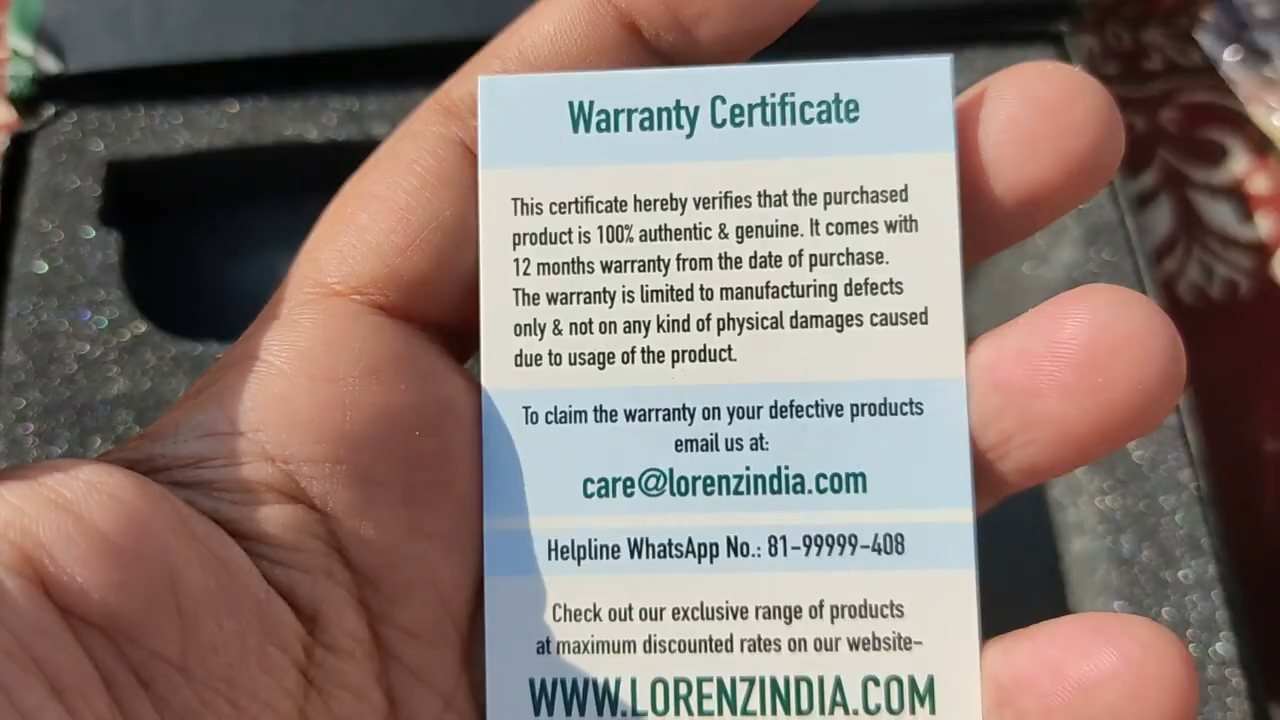 Warranty Certificate
This certificate hereby verifies that the purchased
product is 100% authentic & genuine. It comes with
12 months warranty from the date of purchase.
The warranty is limited to manufacturing defects
only & not on any kind of physical damages caused
due to usage of the product.
To claim the warranty on your defective products
email us at:
care@lorenzindia.com
Helpline WhatsApp No.: 81-99999-408
Check out our exclusive range of products
at maximum discounted rates on our website-
WWW.LORENZINDIA.COM